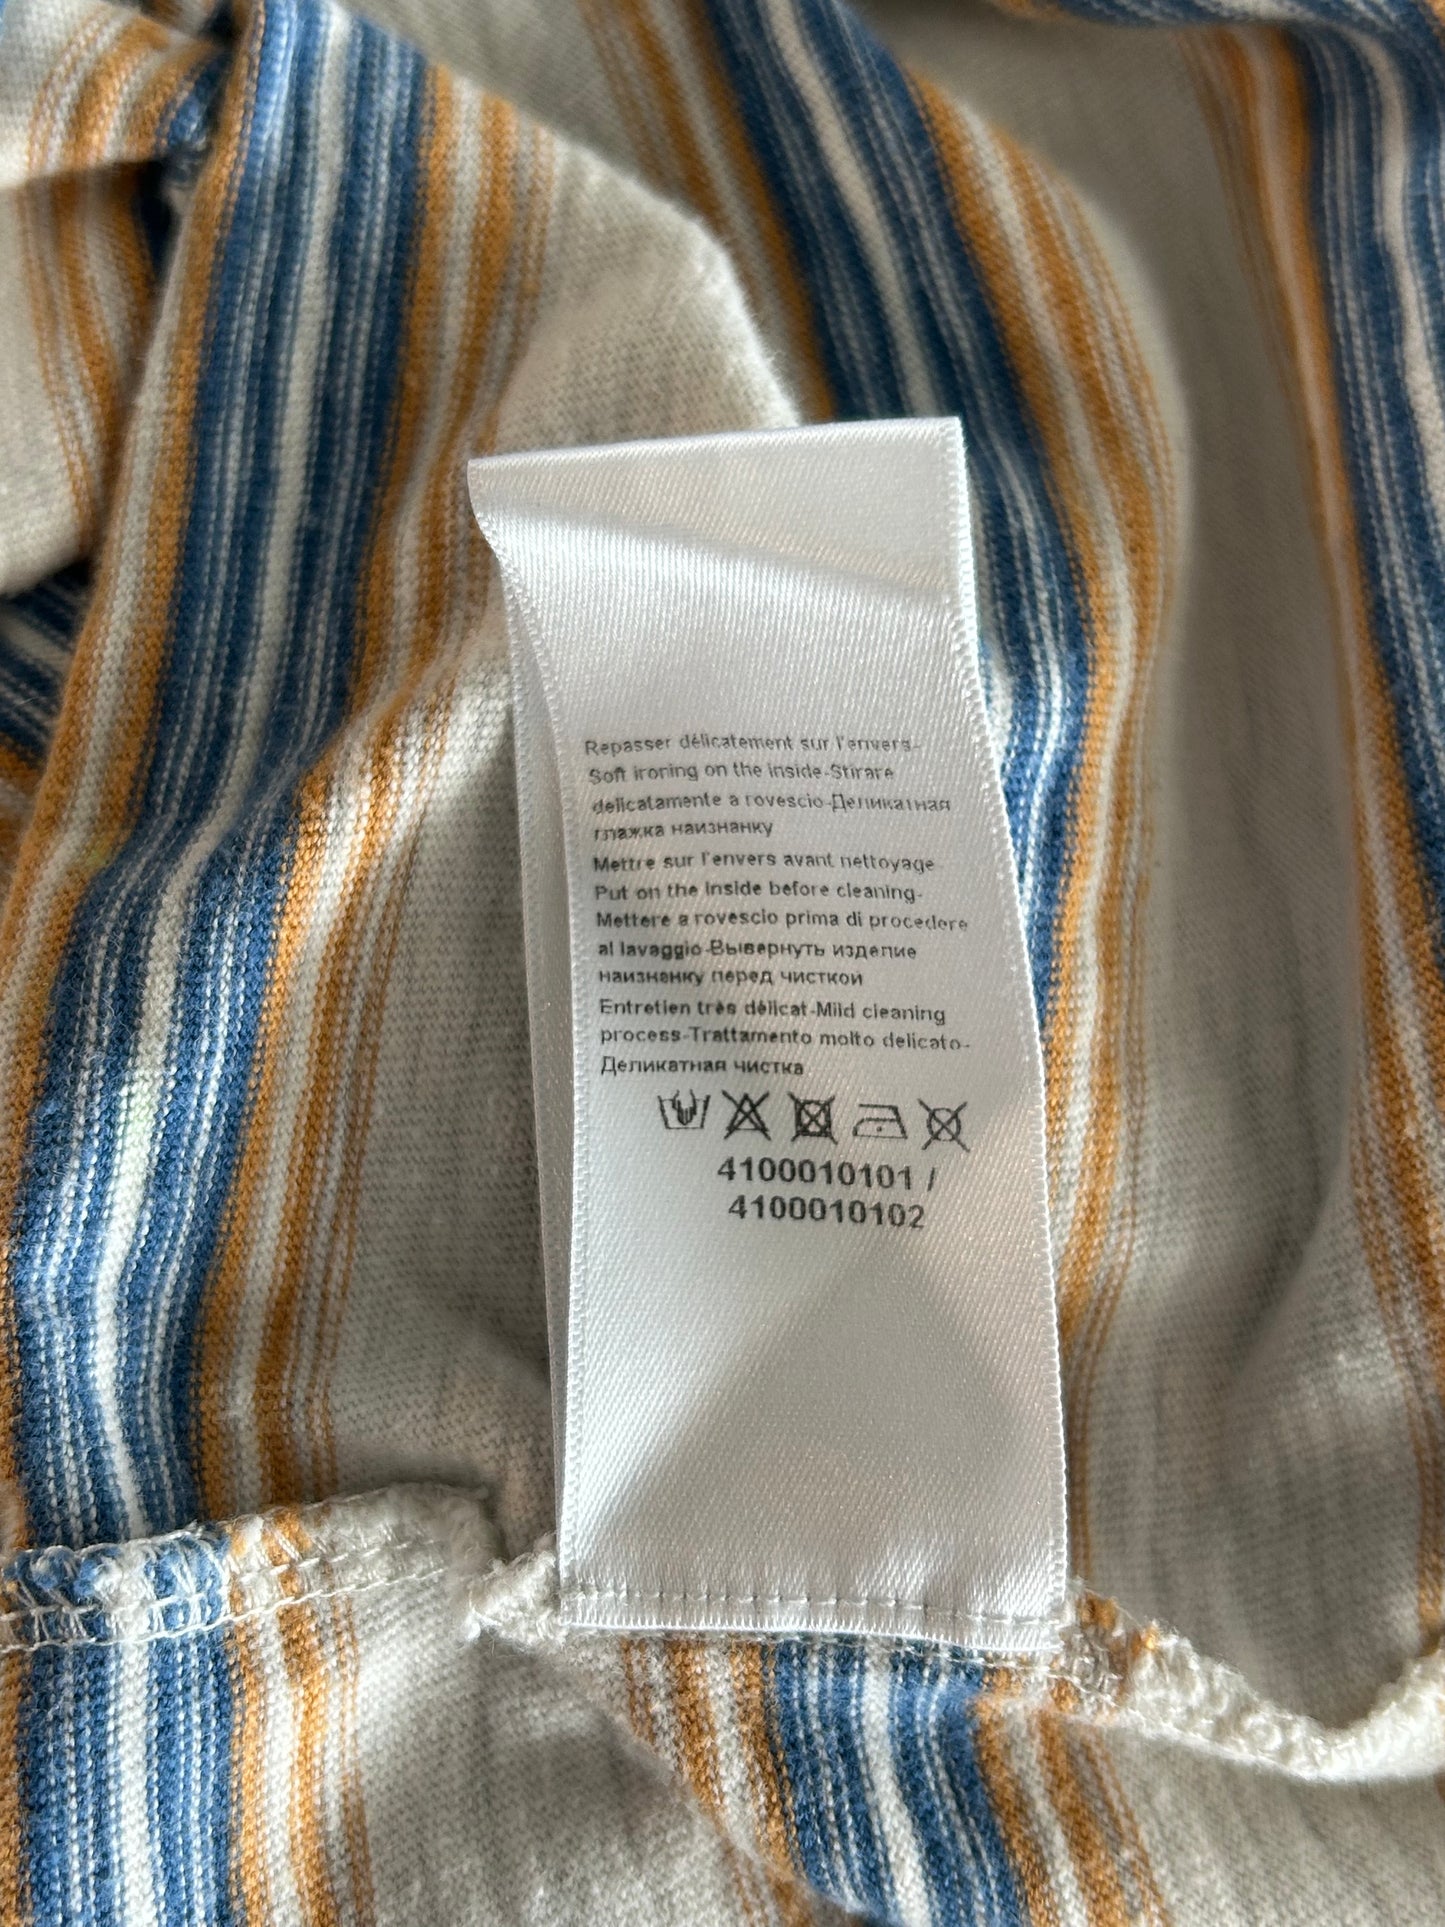 Repasser délicatement sur l'envers-
Soft ironing on the inside-Stirare
delicatamente a rovescio-Деликатная
глажка наизнанку
Mettre sur l'envers avant nettoyage-
Put on the inside before cleaning-
Mettere a rovescio prima di procedere
al lavaggio-Вывернуть изделие
наизнанку перед чисткой
Entretien très délicat-Mild cleaning
process-Trattamento molto delicato-
Деликатная чистка
4100010101 /
4100010102